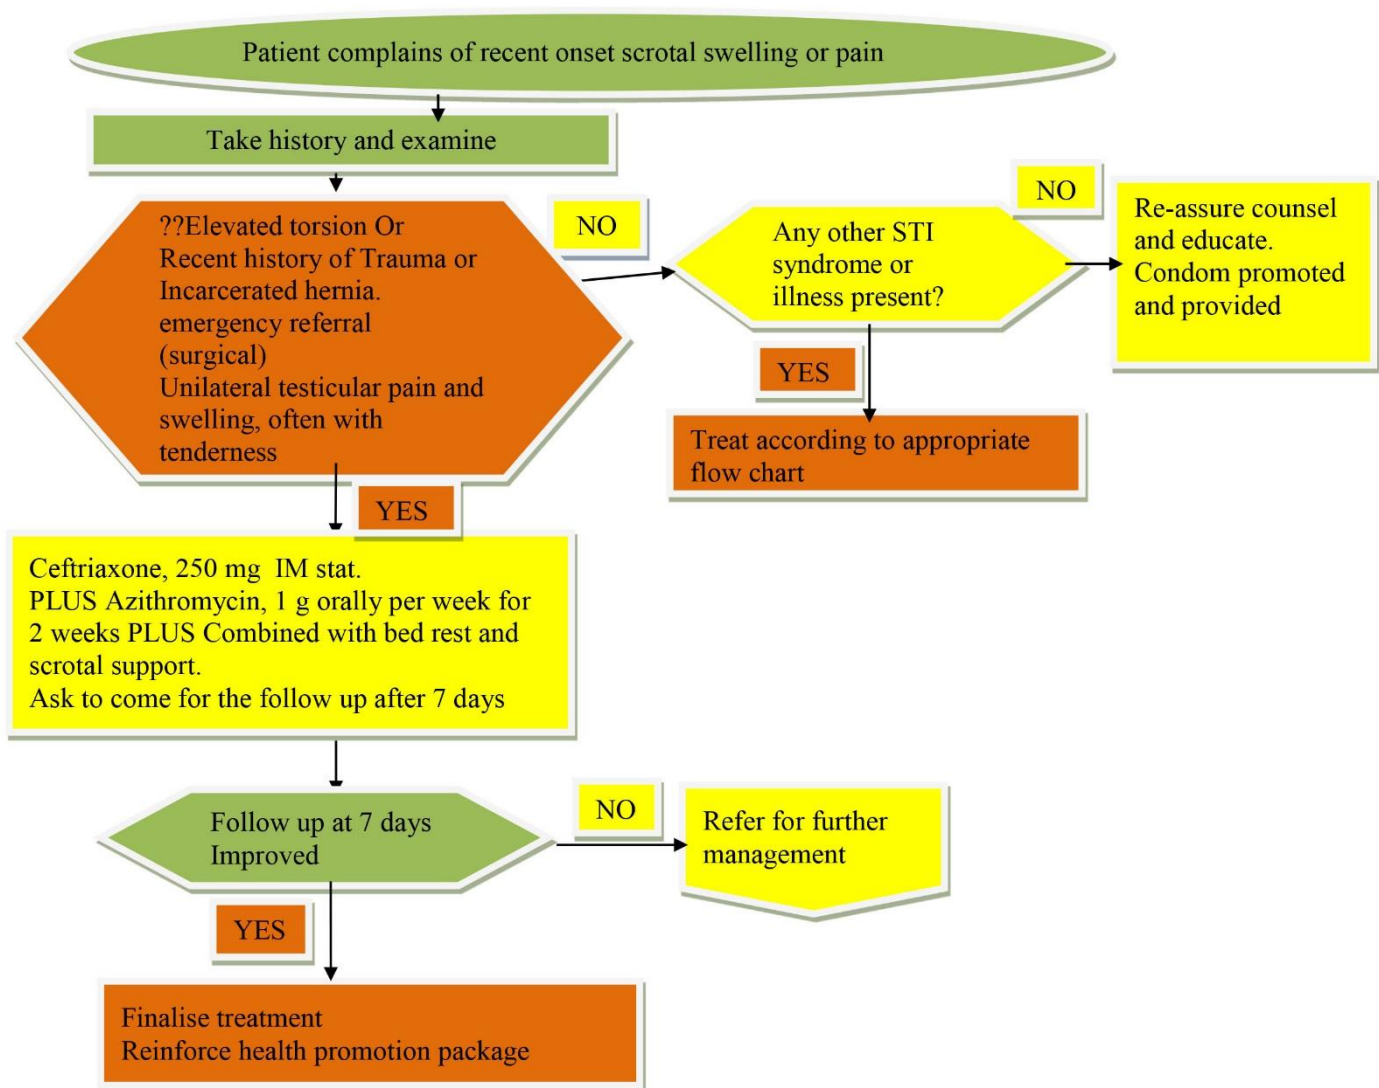 Patient complains of recent onset scrotal swelling or pain
Take history and examine
??Elevated torsion Or
Recent history of Trauma or
Incarcerated hernia.
emergency referral
(surgical)
Unilateral testicular pain and
swelling, often with
tenderness
NO
Any other STI
syndrome or
illness present?
NO
Re-assure counsel
and educate.
Condom promoted
and provided
YES
Treat according to appropriate
flow chart
YES
Ceftriaxone, 250 mg  IM stat.
PLUS Azithromycin, 1 g orally per week for
2 weeks PLUS Combined with bed rest and
scrotal support.
Ask to come for the follow up after 7 days
Follow up at 7 days
Improved
NO
Refer for further
management
YES
Finalise treatment
Reinforce health promotion package